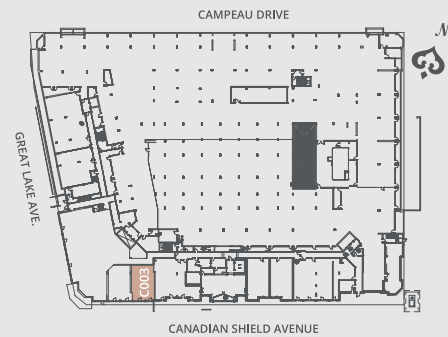 CAMPEAU DRIVE
N
GREAT LAKE AVE.
C003
CANADIAN SHIELD AVENUE